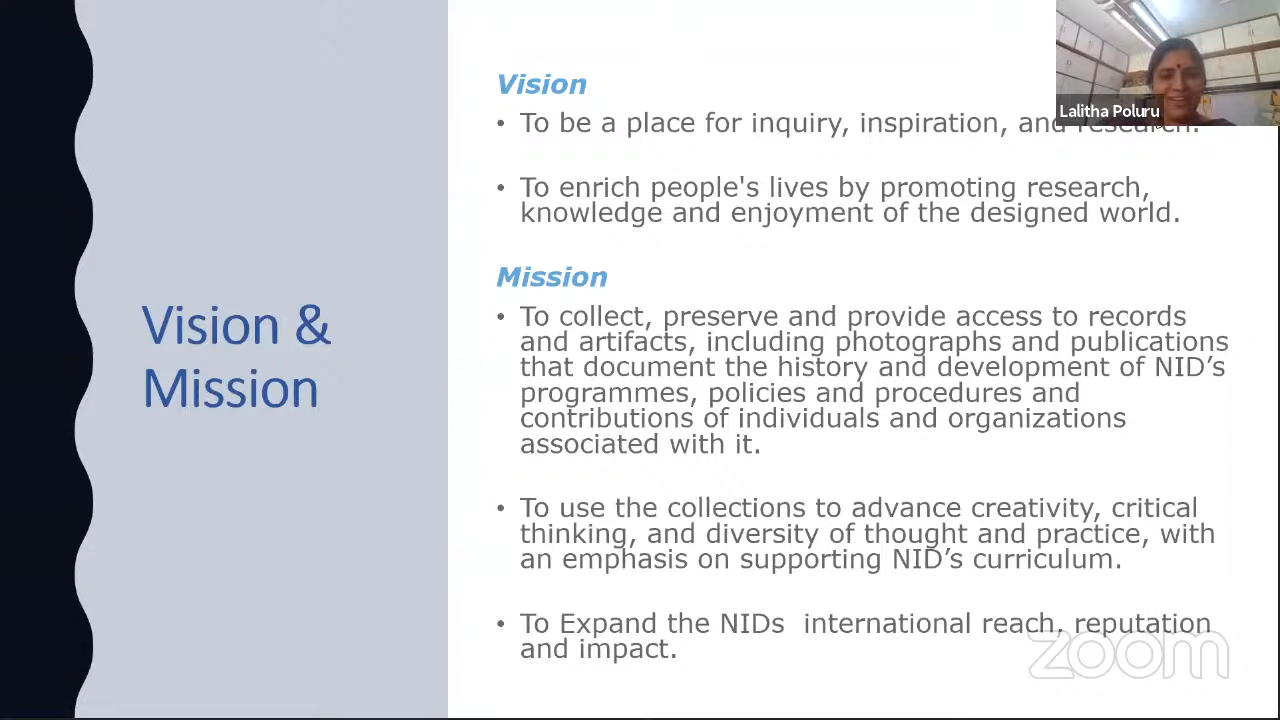 Vision &
Mission
Vision
• To be a place for inquiry, inspiration, and research.
• To enrich people's lives by promoting research,
knowledge and enjoyment of the designed world.
Mission
• To collect, preserve and provide access to records
and artifacts, including photographs and publications
that document the history and development of NID’s
programmes, policies and procedures and
contributions of individuals and organizations
associated with it.
• To use the collections to advance creativity, critical
thinking, and diversity of thought and practice, with
an emphasis on supporting NID’s curriculum.
• To Expand the NIDs  international reach, reputation
and impact.
Lalitha Poluru
zoom